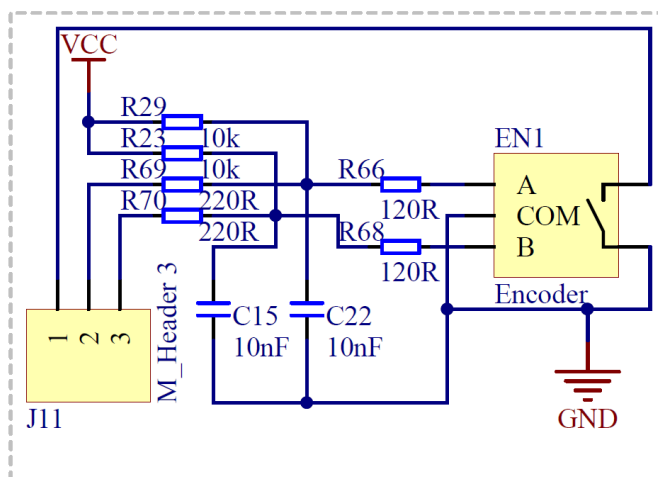 VCC
R29
R23 10k
R69 10k
R70 220R
220R
R66
120R
R68
120R
EN1
A
COM
B
Encoder
C15
10nF
C22
10nF
1
2
3
M_Header 3
J11
GND